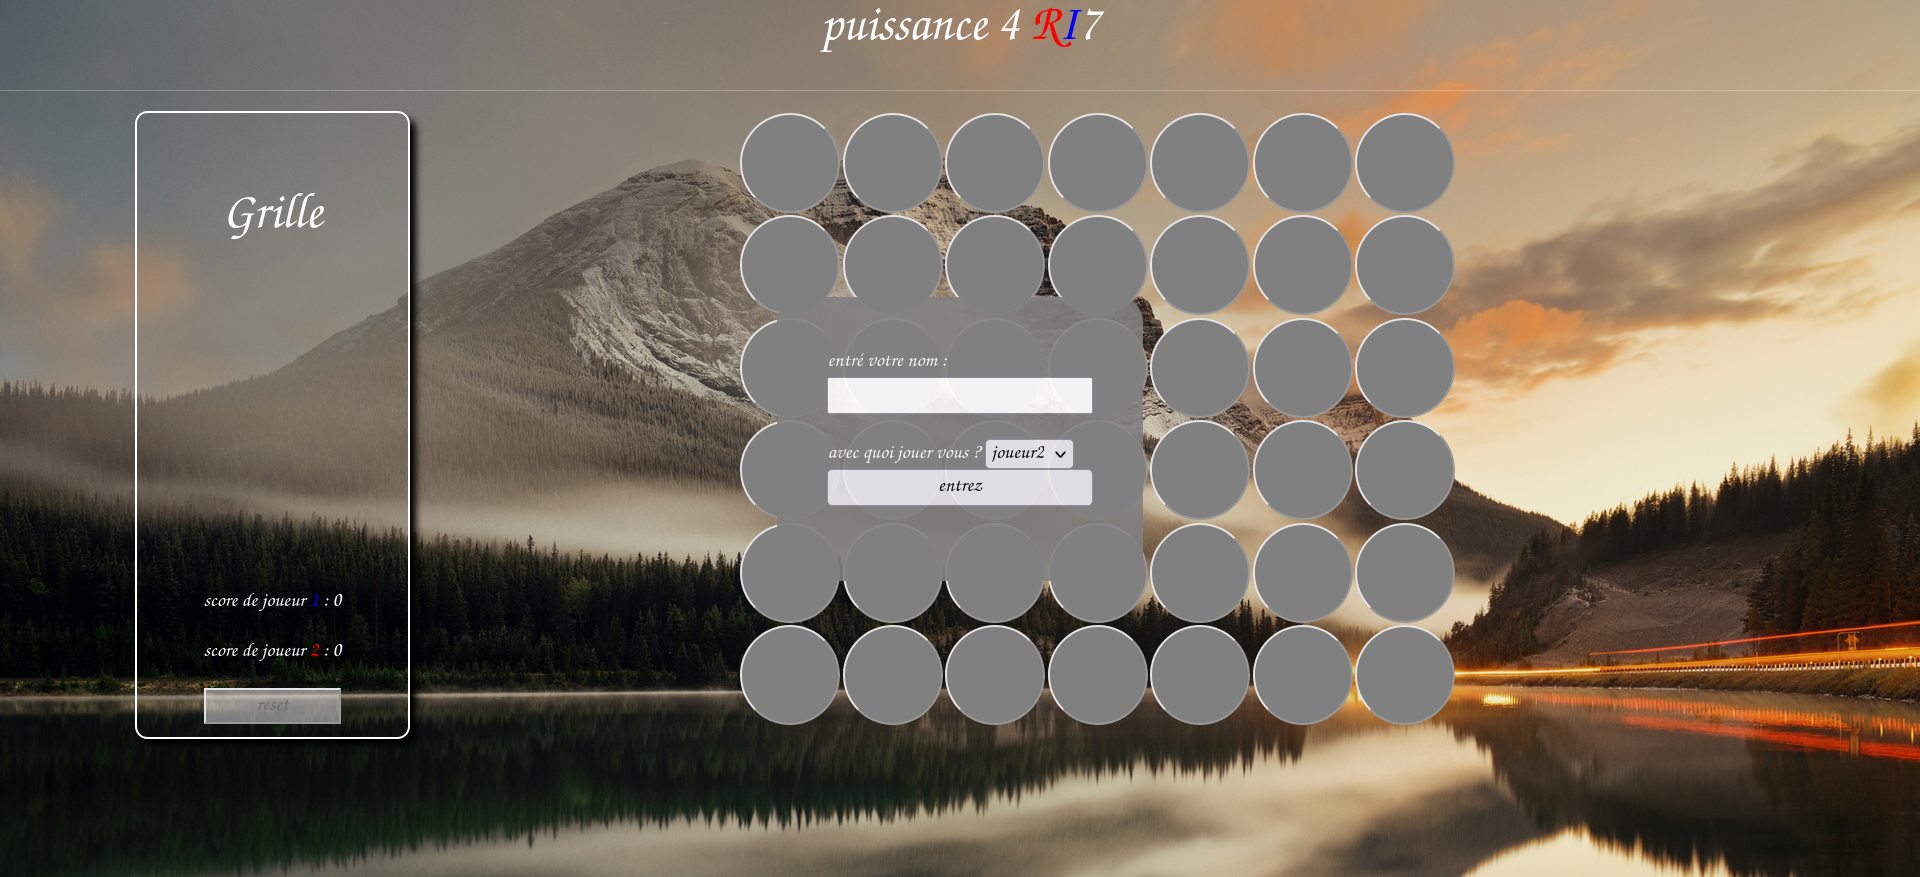 puissance 4 RI7
Grille
entré votre nom :
avec quoi jouer vous ? joueur2
entrez
score de joueur 1 : 0
score de joueur 2 : 0
reset